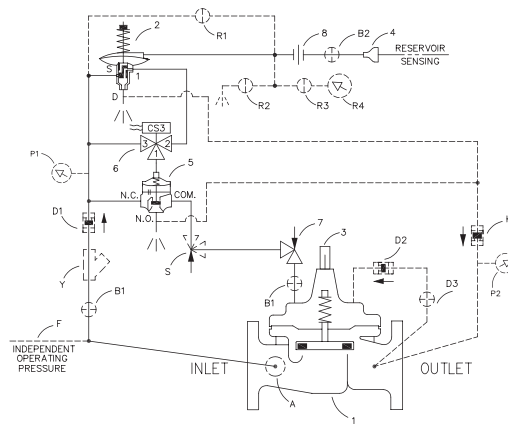 2
R1
8
B2
4
RESERVOIR
SENSING
S
1
D
R2
R3
R4
CS3
3
2
1
6
P1
5
N.C.
COM.
N.O.
D1
7
S
7
3
D2
Y
B1
B1
D3
P2
F
INDEPENDENT
OPERATING
PRESSURE
INLET
OUTLET
A
1